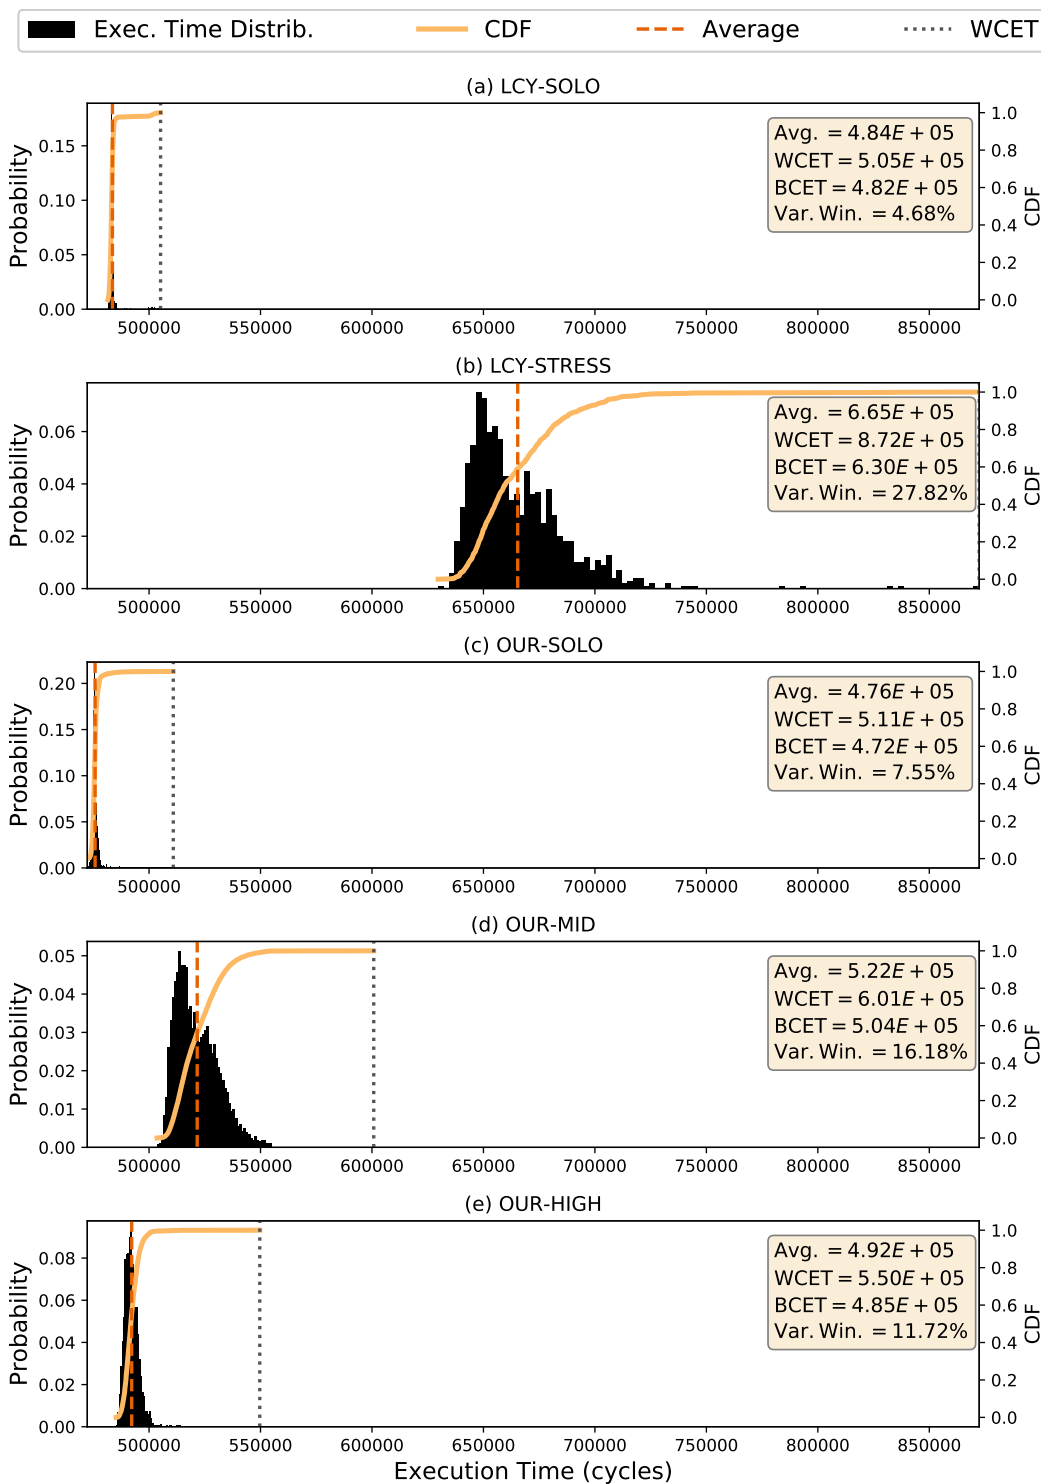 Exec. Time Distrib. CDF Average WCET
(a) LCY-SOLO
Probability
0.15
0.10
0.05
0.00
Avg. = 4.84E + 05
WCET = 5.05E + 05
BCET = 4.82E + 05
Var. Win. = 4.68%
1.0
0.8
0.6
0.4
0.2
0.0
CDF
500000 550000 600000 650000 700000 750000 800000 850000
(b) LCY-STRESS
Probability
0.06
0.04
0.02
0.00
Avg. = 6.65E + 05
WCET = 8.72E + 05
BCET = 6.30E + 05
Var. Win. = 27.82%
1.0
0.8
0.6
0.4
0.2
0.0
CDF
500000 550000 600000 650000 700000 750000 800000 850000
(c) OUR-SOLO
Probability
0.20
0.15
0.10
0.05
0.00
Avg. = 4.76E + 05
WCET = 5.11E + 05
BCET = 4.72E + 05
Var. Win. = 7.55%
1.0
0.8
0.6
0.4
0.2
0.0
CDF
500000 550000 600000 650000 700000 750000 800000 850000
(d) OUR-MID
Probability
0.05
0.04
0.03
0.02
0.01
0.00
Avg. = 5.22E + 05
WCET = 6.01E + 05
BCET = 5.04E + 05
Var. Win. = 16.18%
1.0
0.8
0.6
0.4
0.2
0.0
CDF
500000 550000 600000 650000 700000 750000 800000 850000
(e) OUR-HIGH
Probability
0.08
0.06
0.04
0.02
0.00
Avg. = 4.92E + 05
WCET = 5.50E + 05
BCET = 4.85E + 05
Var. Win. = 11.72%
1.0
0.8
0.6
0.4
0.2
0.0
CDF
500000 550000 600000 650000 700000 750000 800000 850000
Execution Time (cycles)